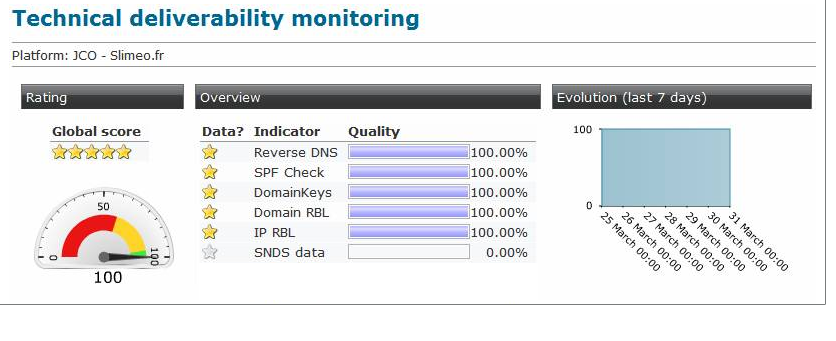 Technical deliverability monitoring
Platform: JCO - Slimeo.fr
Rating
Global score
50
0
100
100
Overview
Data? Indicator Quality
Reverse DNS 100.00%
SPF Check 100.00%
DomainKeys 100.00%
Domain RBL 100.00%
IP RBL 100.00%
SNDS data 0.00%
Evolution (last 7 days)
100
0
25 March 00:00
26 March 00:00
27 March 00:00
28 March 00:00
29 March 00:00
30 March 00:00
31 March 00:00